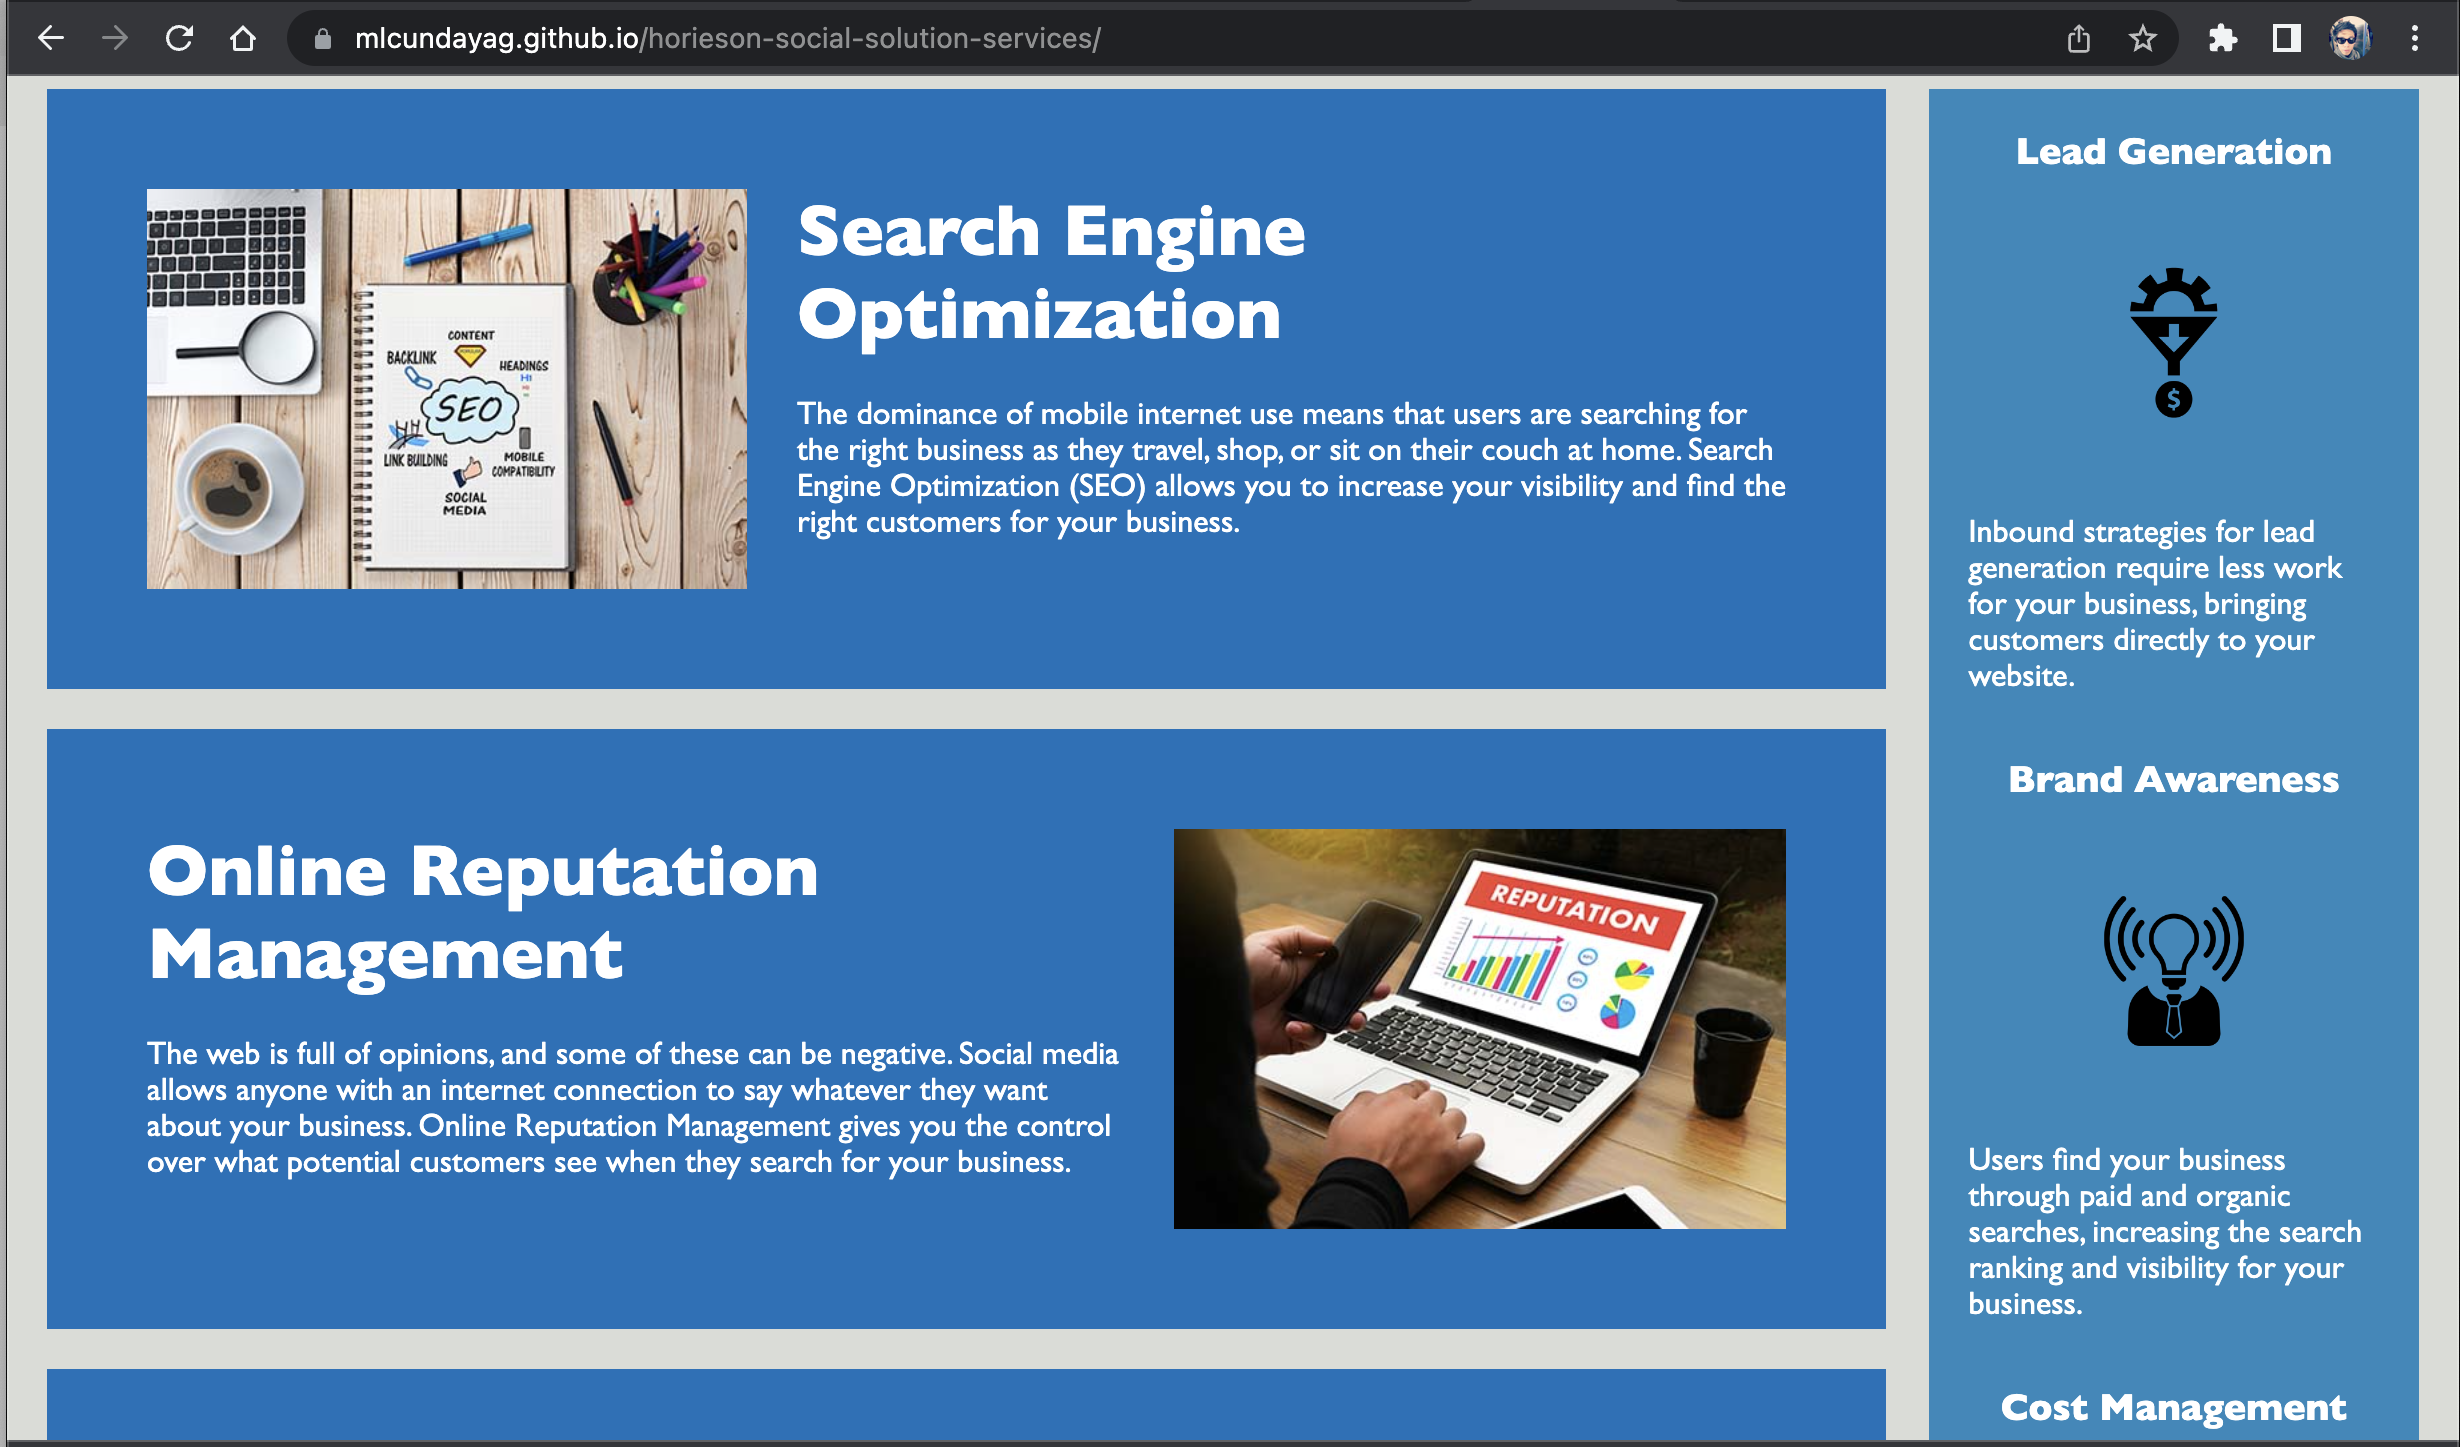 mlcundayag.github.io/horieson-social-solution-services/
CONTENT
BACKLINK
HEADINGS
H1
SEO
LINK BUILDING
MOBILE
COMPATIBILITY
SOCIAL
MEDIA
Search Engine
Optimization
The dominance of mobile internet use means that users are searching for
the right business as they travel, shop, or sit on their couch at home. Search
Engine Optimization (SEO) allows you to increase your visibility and find the
right customers for your business.
Online Reputation
Management
The web is full of opinions, and some of these can be negative. Social media
allows anyone with an internet connection to say whatever they want
about your business. Online Reputation Management gives you the control
over what potential customers see when they search for your business.
REPUTATION
Lead Generation
$
Inbound strategies for lead
generation require less work
for your business, bringing
customers directly to your
website.
Brand Awareness
Users find your business
through paid and organic
searches, increasing the search
ranking and visibility for your
business.
Cost Management